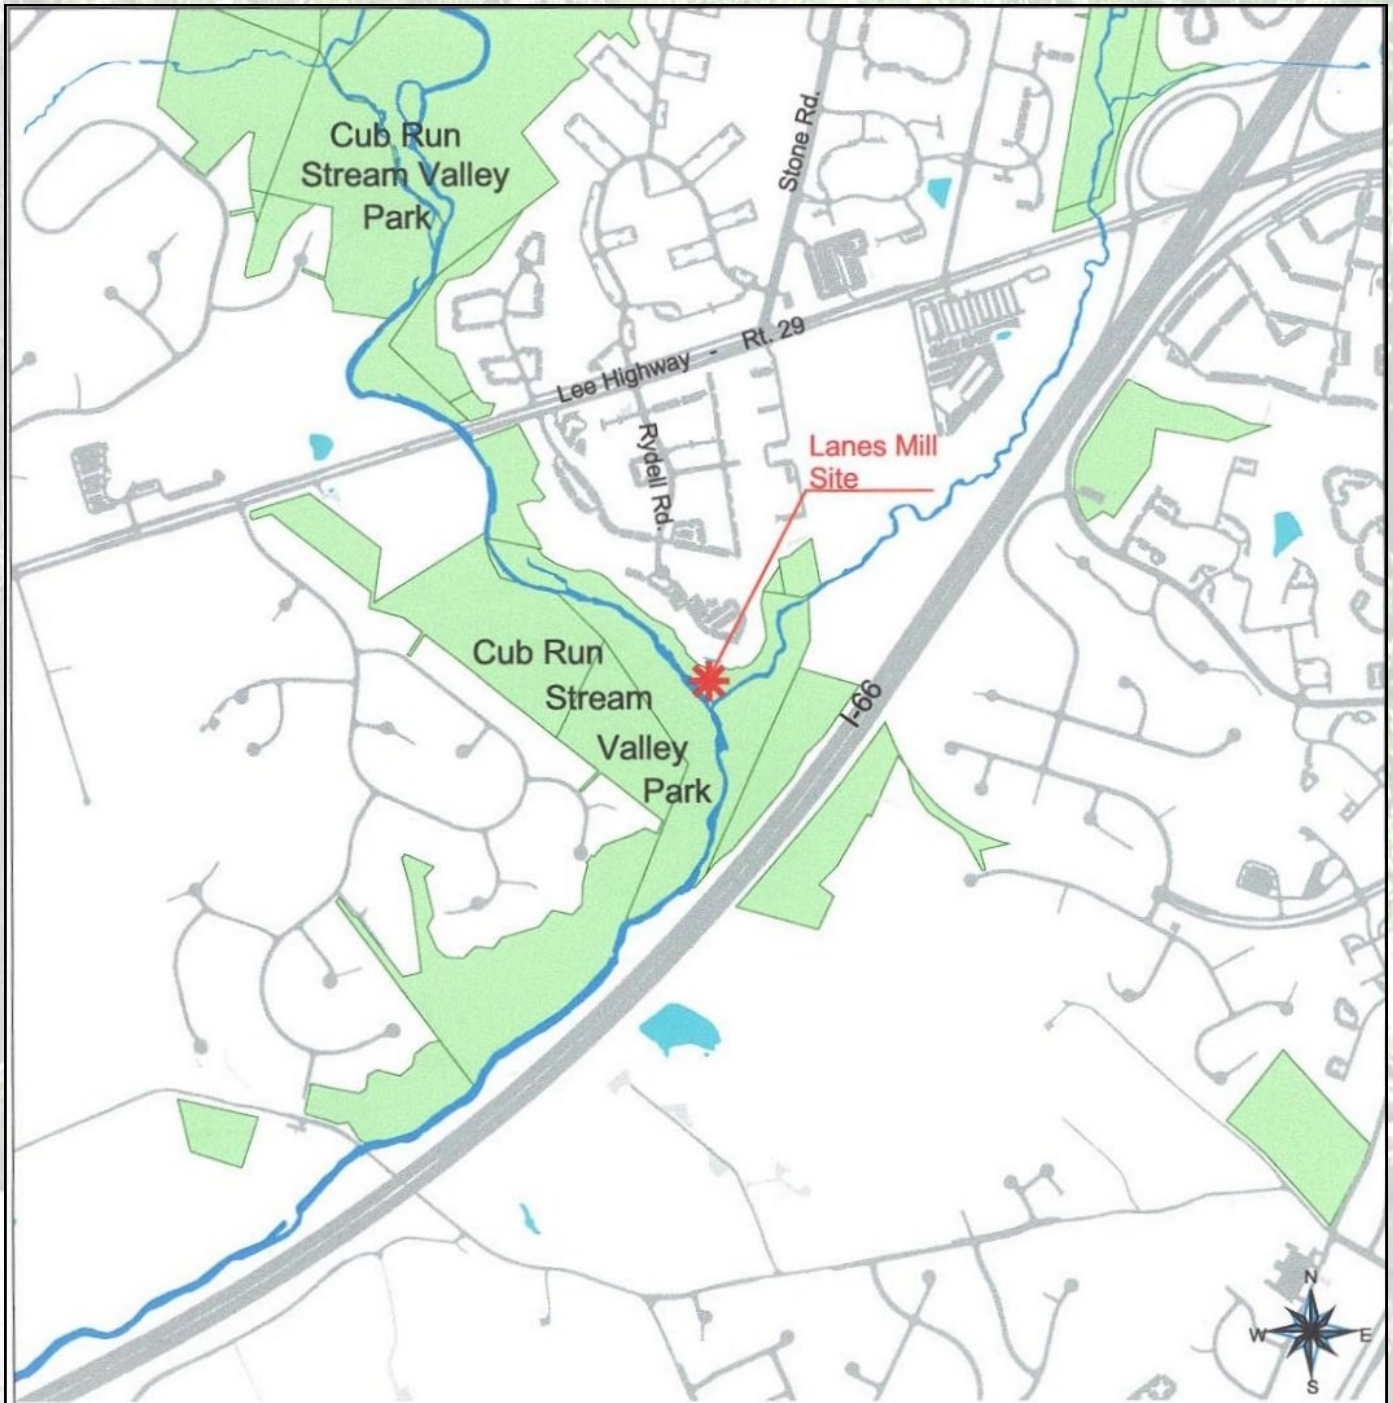 Cub Run
Stream Valley
Park
Stone Rd.
Lee Highway - Rt. 29
Rydell Rd.
Lanes Mill
Site
Cub Run
Stream
Valley
Park
I-66
N
W
E
S